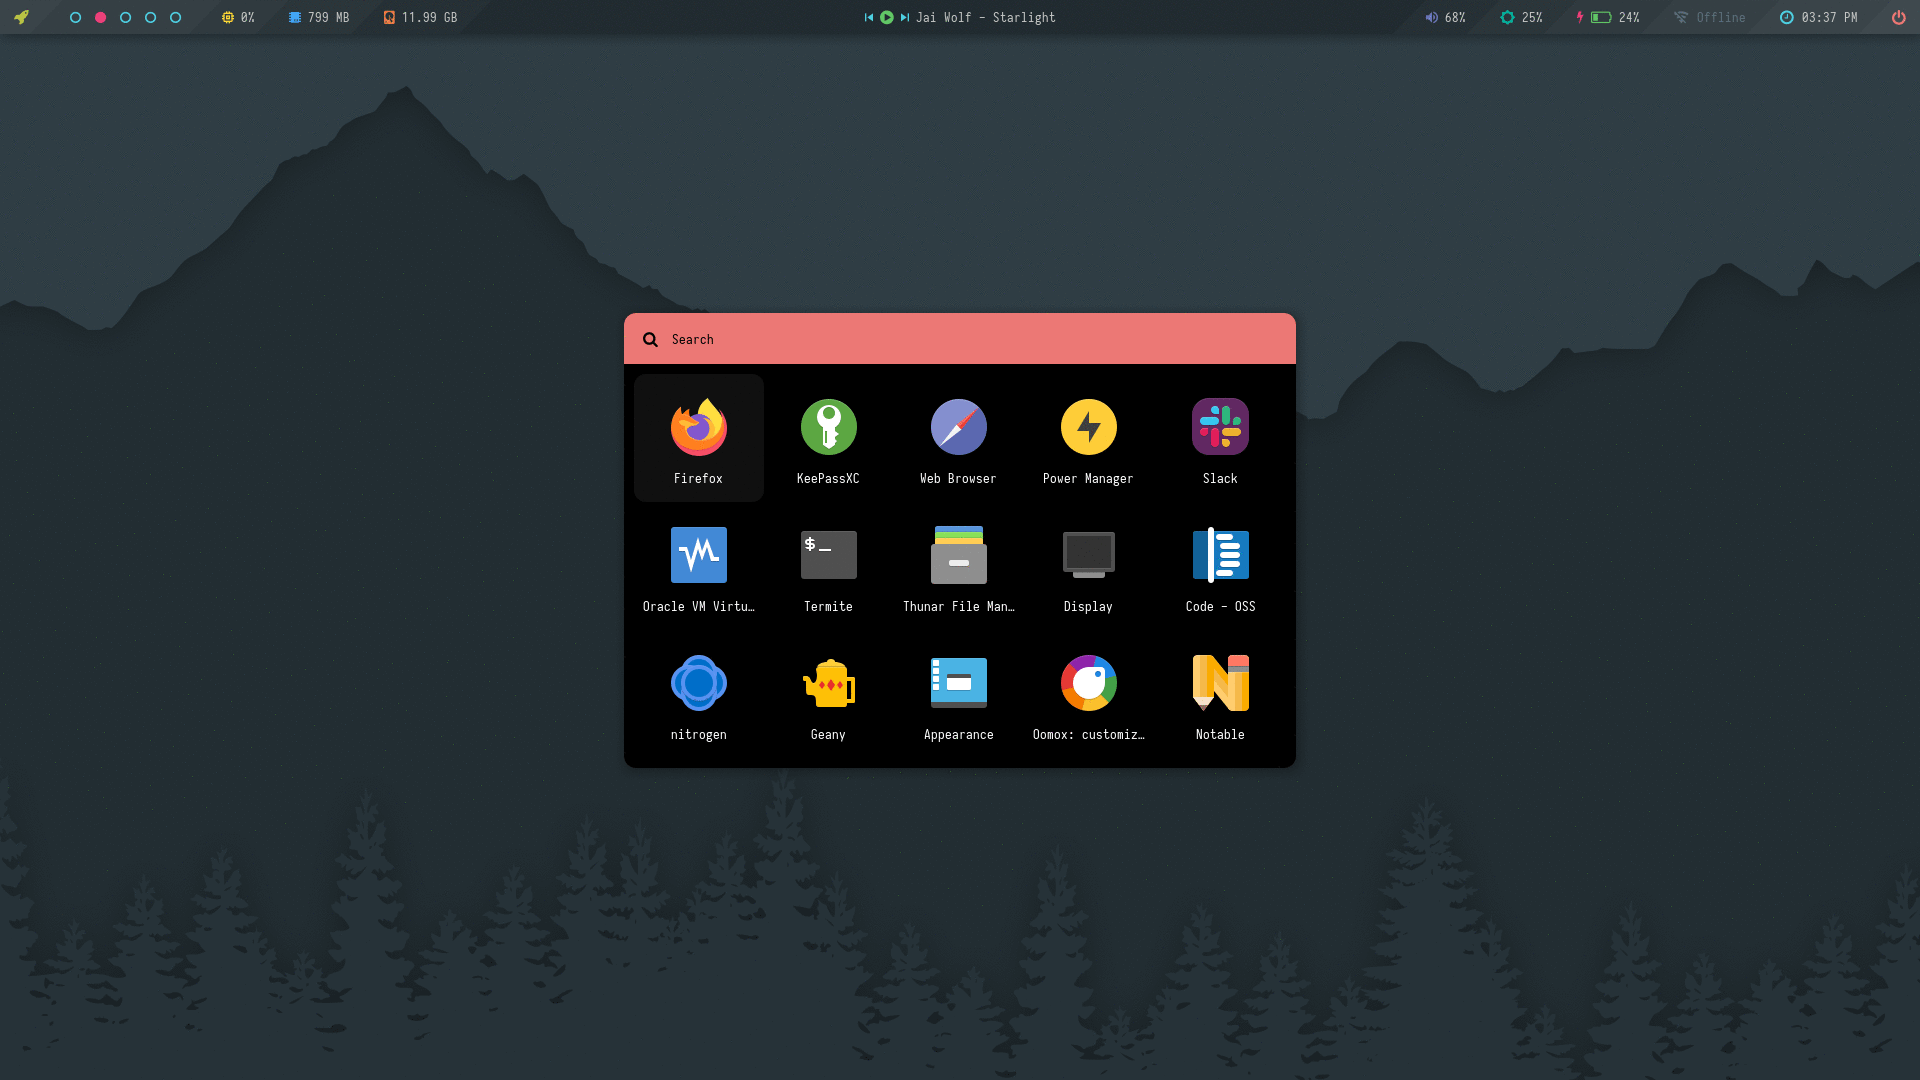 0% 799 MB 11.99 GB Jai Wolf - Starlight 68% 25% 24% Offline 03:37 PM
Search
Firefox KeePassXC Web Browser Power Manager Slack
$_
Oracle VM Virtu… Termite Thunar File Man… Display Code - OSS
nitrogen Geany Appearance Oomox: customiz… Notable